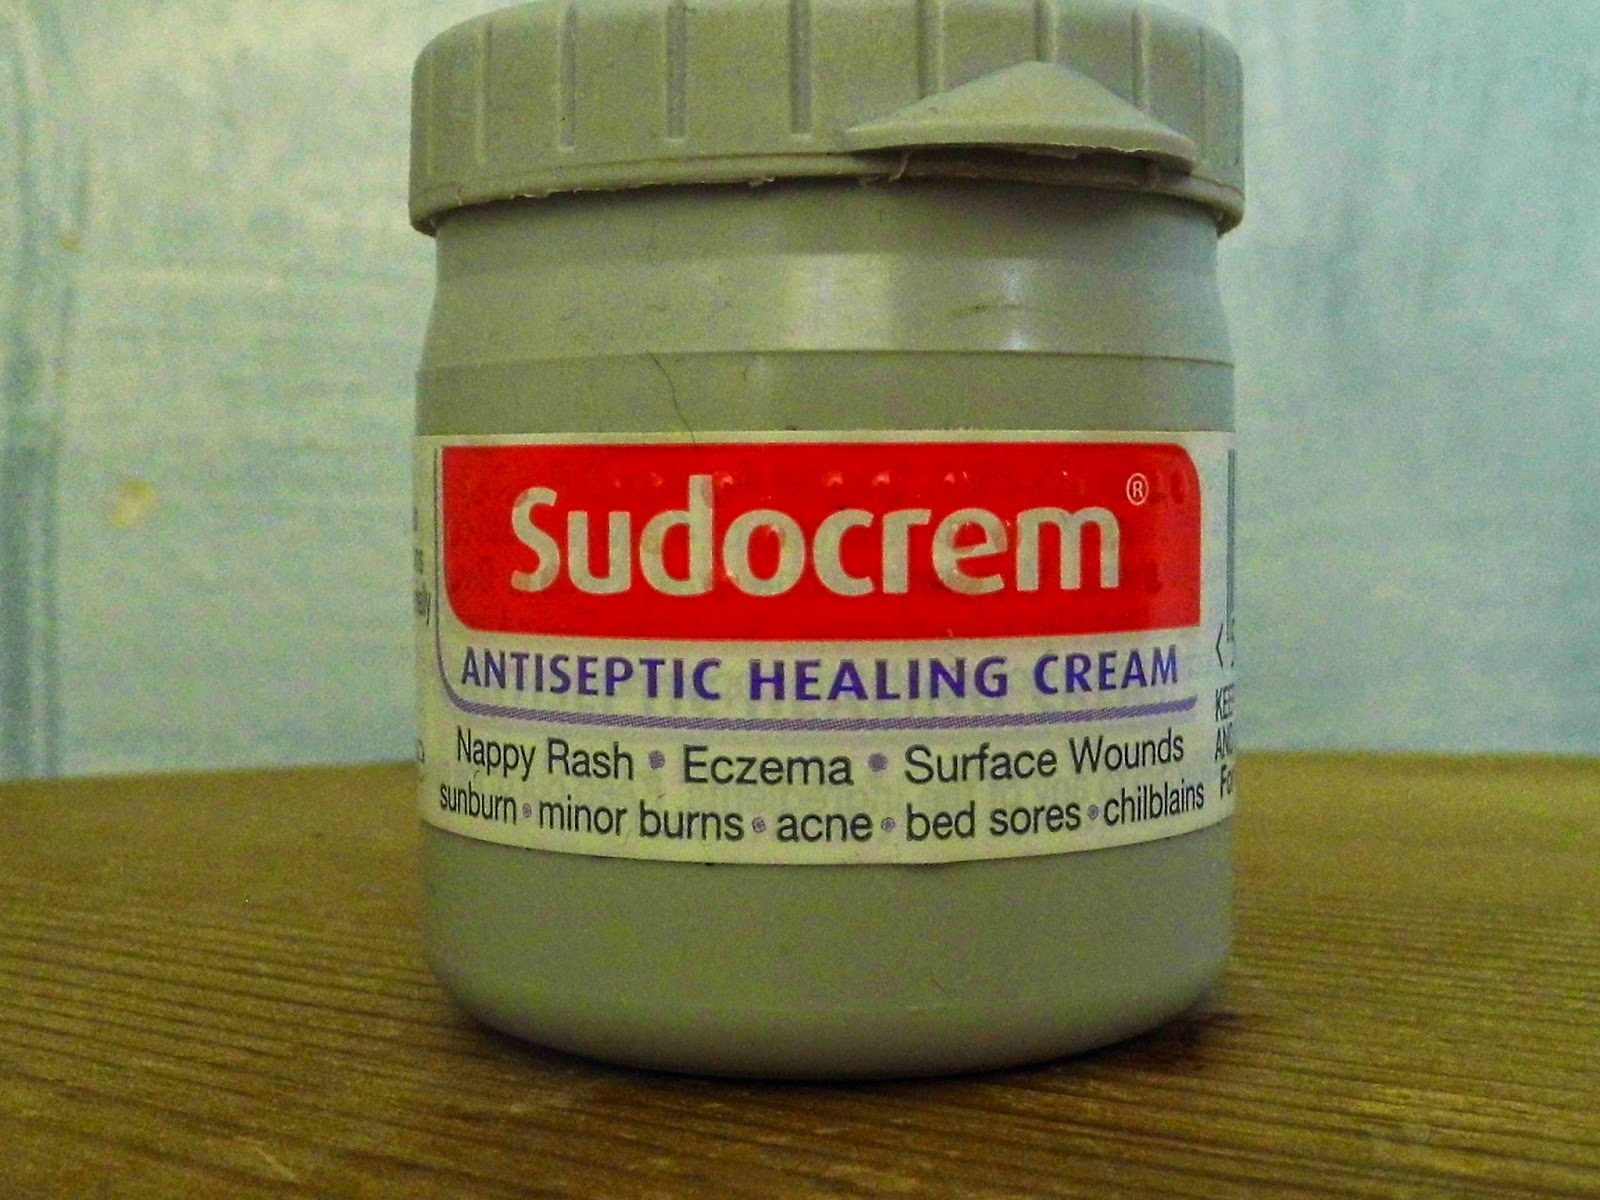 Sudocrem®
ANTISEPTIC HEALING CREAM
Nappy Rash • Eczema • Surface Wounds
sunburn • minor burns • acne • bed sores • chilblains